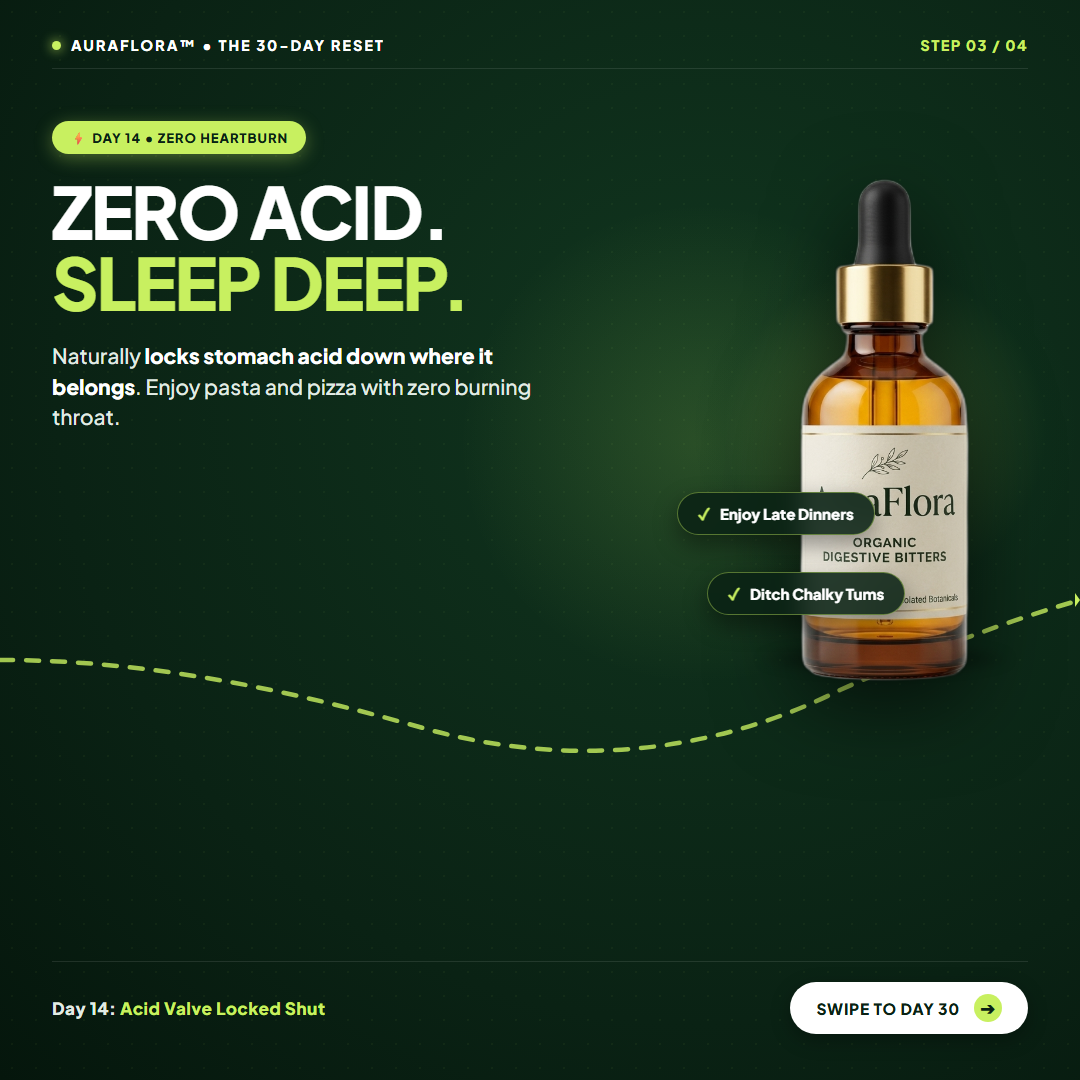 AURAFLORA™ • THE 30-DAY RESET
STEP 03 / 04
⚡ DAY 14 • ZERO HEARTBURN
ZERO ACID.
SLEEP DEEP.
Naturally locks stomach acid down where it
belongs. Enjoy pasta and pizza with zero burning
throat.
✓ Enjoy Late Dinners
aFlora
ORGANIC
DIGESTIVE BITTERS
✓ Ditch Chalky Tums
Botanicals
Day 14: Acid Valve Locked Shut
SWIPE TO DAY 30 ➔